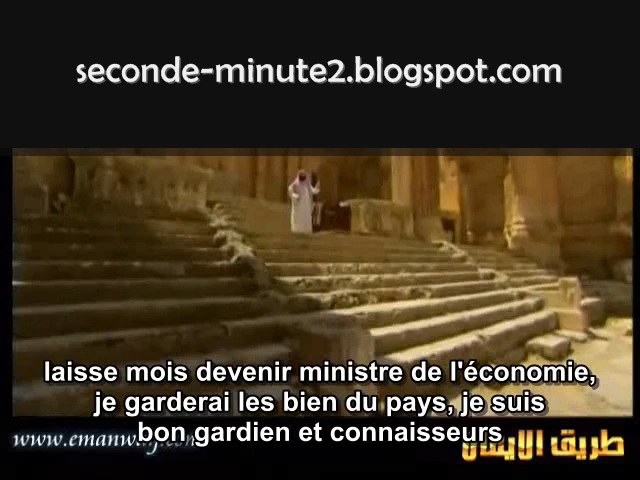 seconde-minute2.blogspot.com
laisse mois devenir ministre de l'économie,
je garderai les bien du pays, je suis
bon gardien et connaisseurs
طريق الايمان